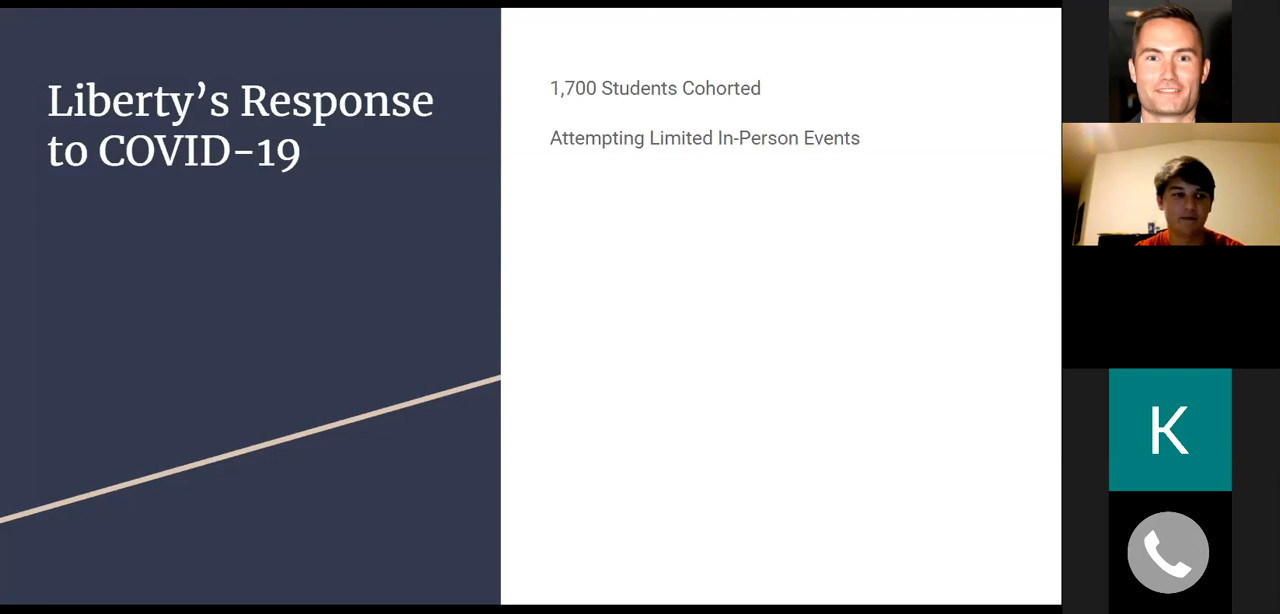 Liberty’s Response
to COVID-19
1,700 Students Cohorted
Attempting Limited In-Person Events
K